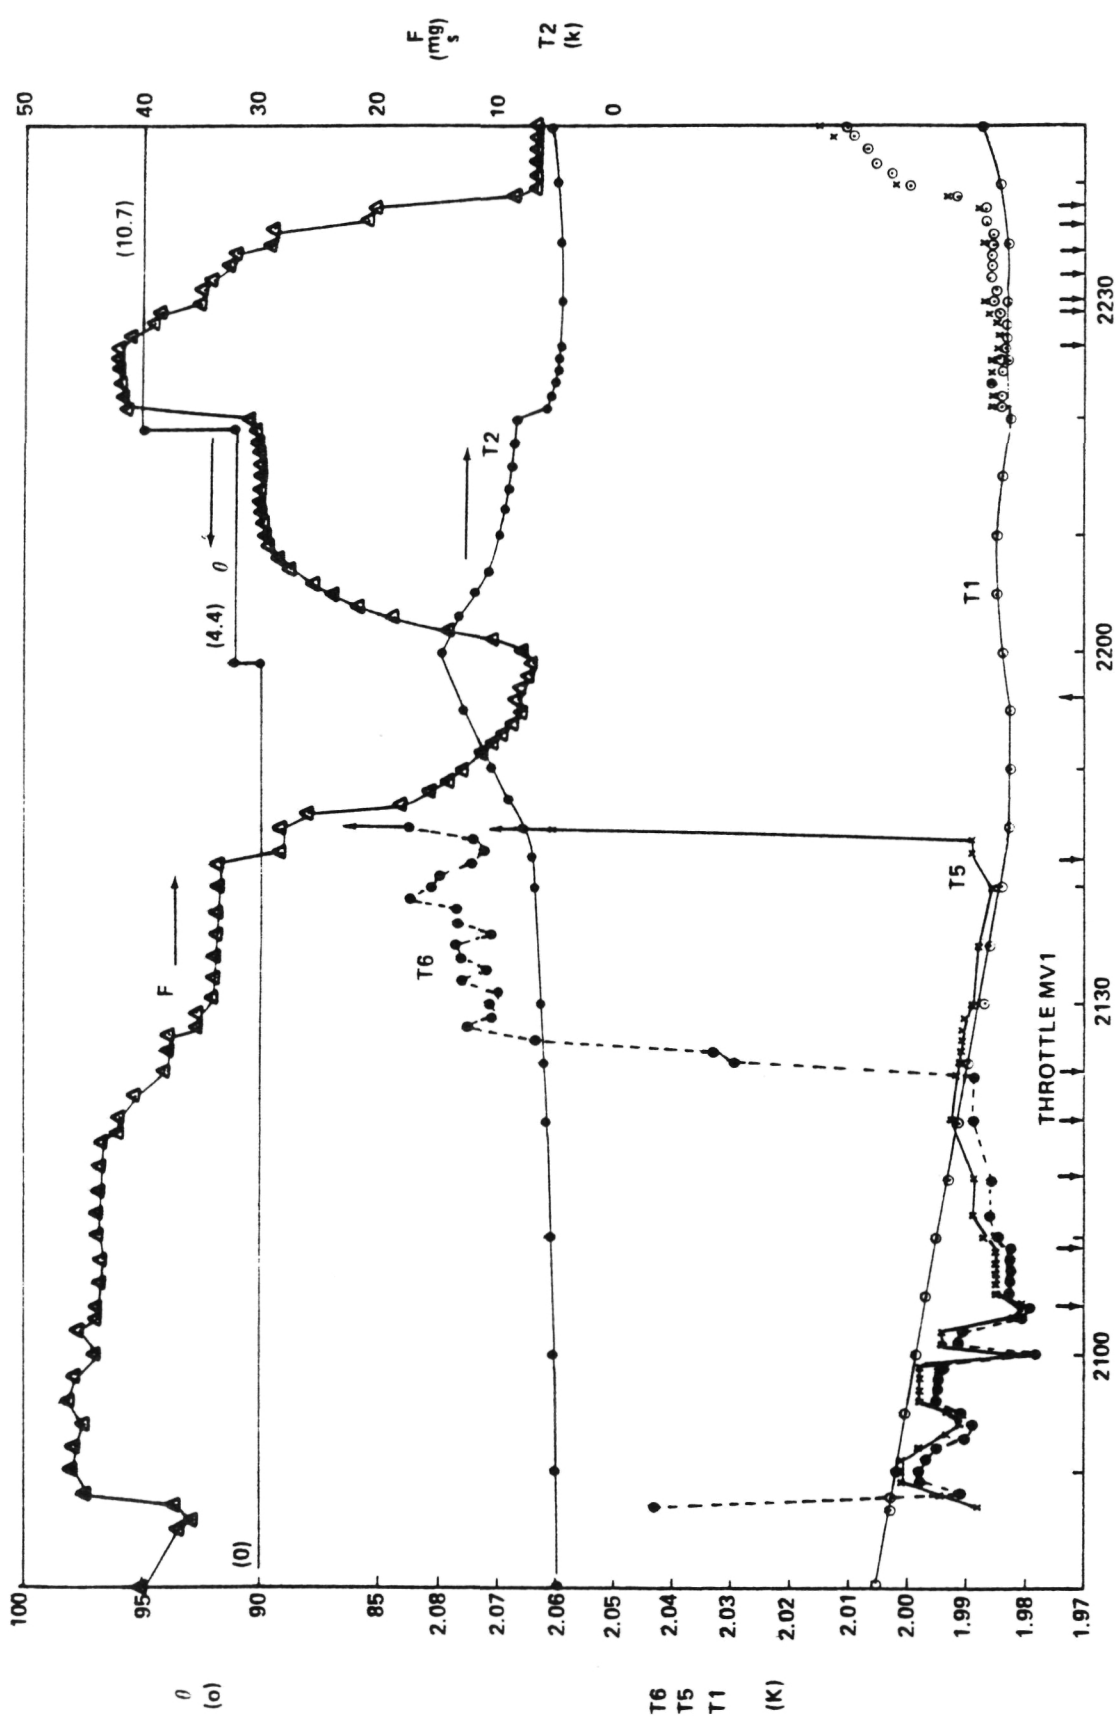 θ
(o)
100
95
90
85
T6
T5
T1
(K)
2.08
2.07
2.06
2.05
2.04
2.03
2.02
2.01
2.00
1.99
1.98
1.97
F
(mg)
s
T2
(k)
50
40
30
20
10
0
F
(0)
(4.4)
θ
(10.7)
T2
T6
T5
T1
2100
2130
2200
2230
THROTTLE MV1